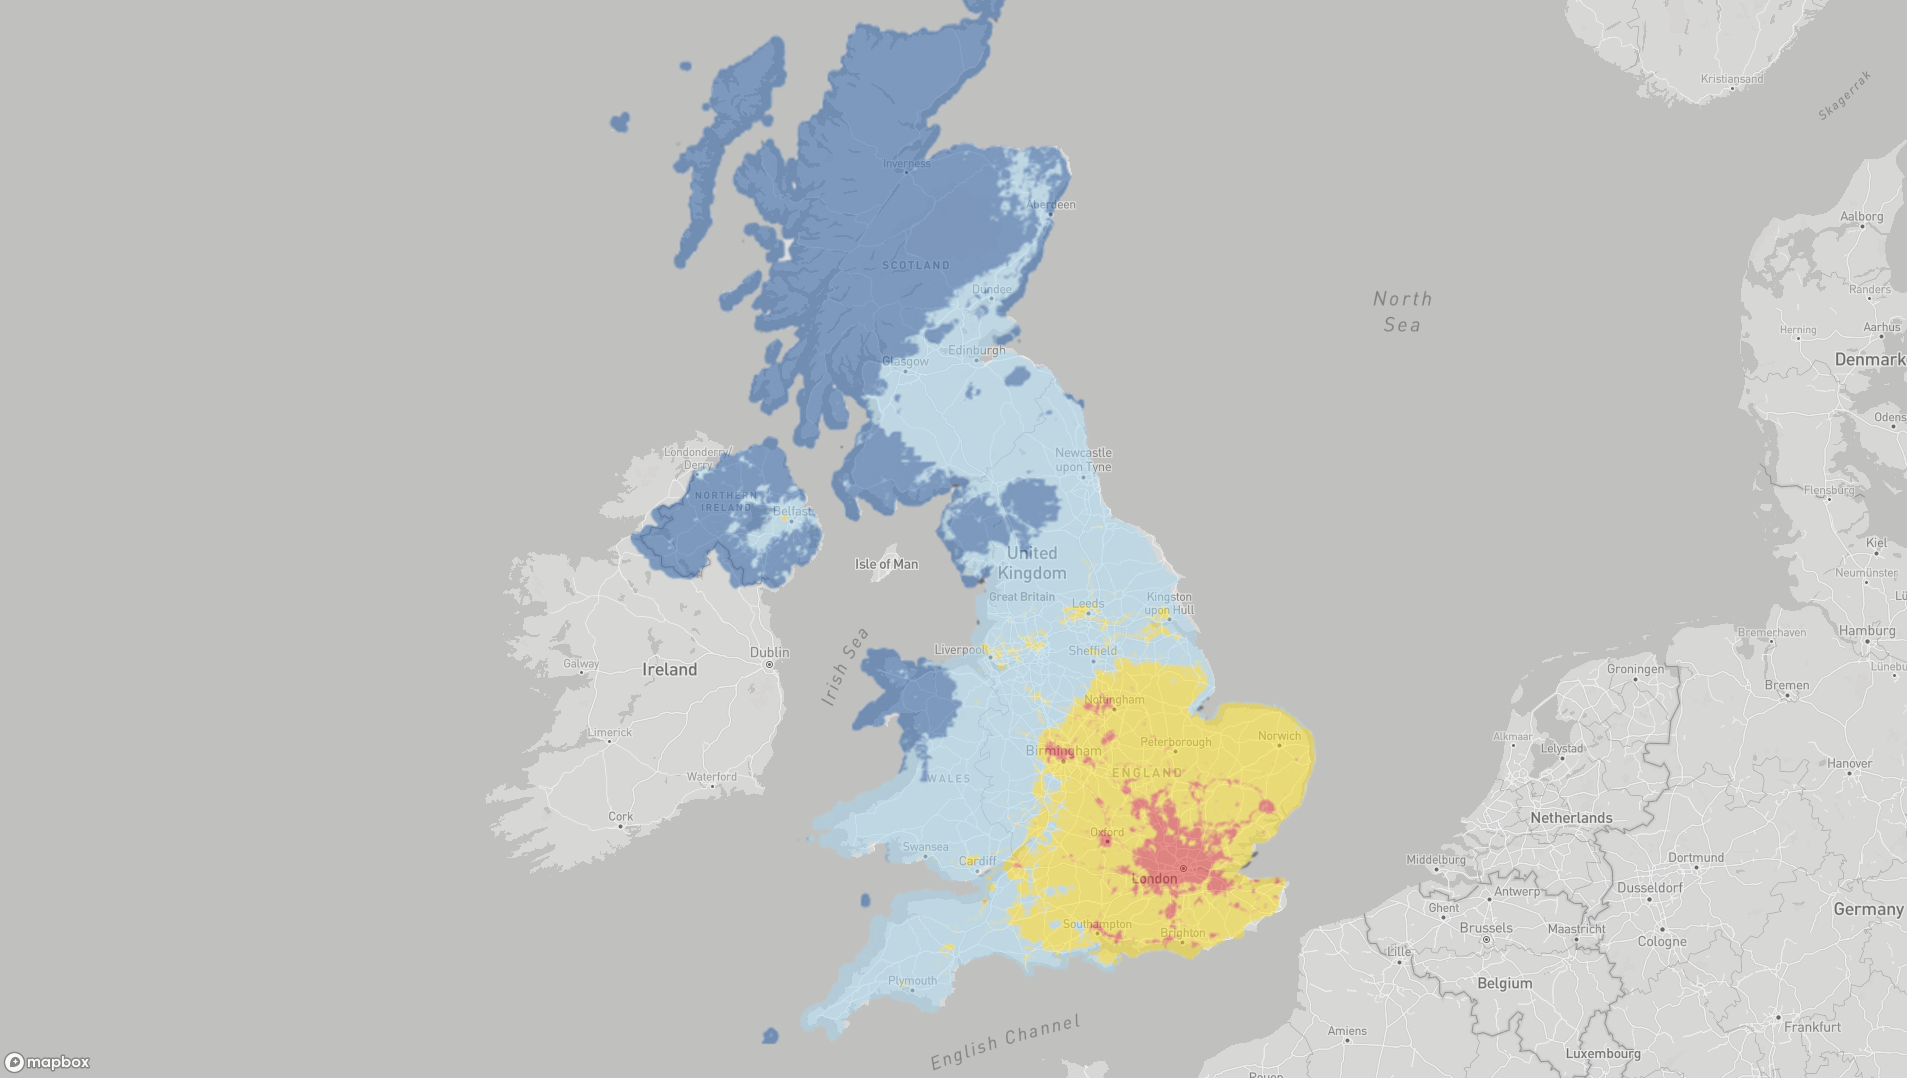 Kristiansand
Skagerrak
Inverness
Aberdeen
Aalborg
SCOTLAND
North
Sea
Dundee
Randers
Herning
Aarhus
Edinburgh
Glasgow
Denmark
Odens
Londonderry/
Derry
Newcastle
upon Tyne
NORTHERN
IRELAND
Belfast
Flensburg
Kiel
United
Kingdom
Isle of Man
Neumünster
Lü
Great Britain
Leeds
Kingston
upon Hull
Bremerhaven
Hamburg
Irish Sea
Liverpool
Sheffield
Dublin
Galway
Ireland
Groningen
Lünebu
Bremen
Nottingham
Limerick
Birmingham
Peterborough
Norwich
Alkmaar
Lelystad
Hanover
WALES
ENGLAND
Waterford
Cork
Oxford
Netherlands
Swansea
Cardiff
London
Middelburg
Dortmund
Antwerp
Dusseldorf
Ghent
Germany
Southampton
Brighton
Brussels
Maastricht
Cologne
Lille
Plymouth
Belgium
English Channel
Amiens
Frankfurt
Luxembourg
mapbox